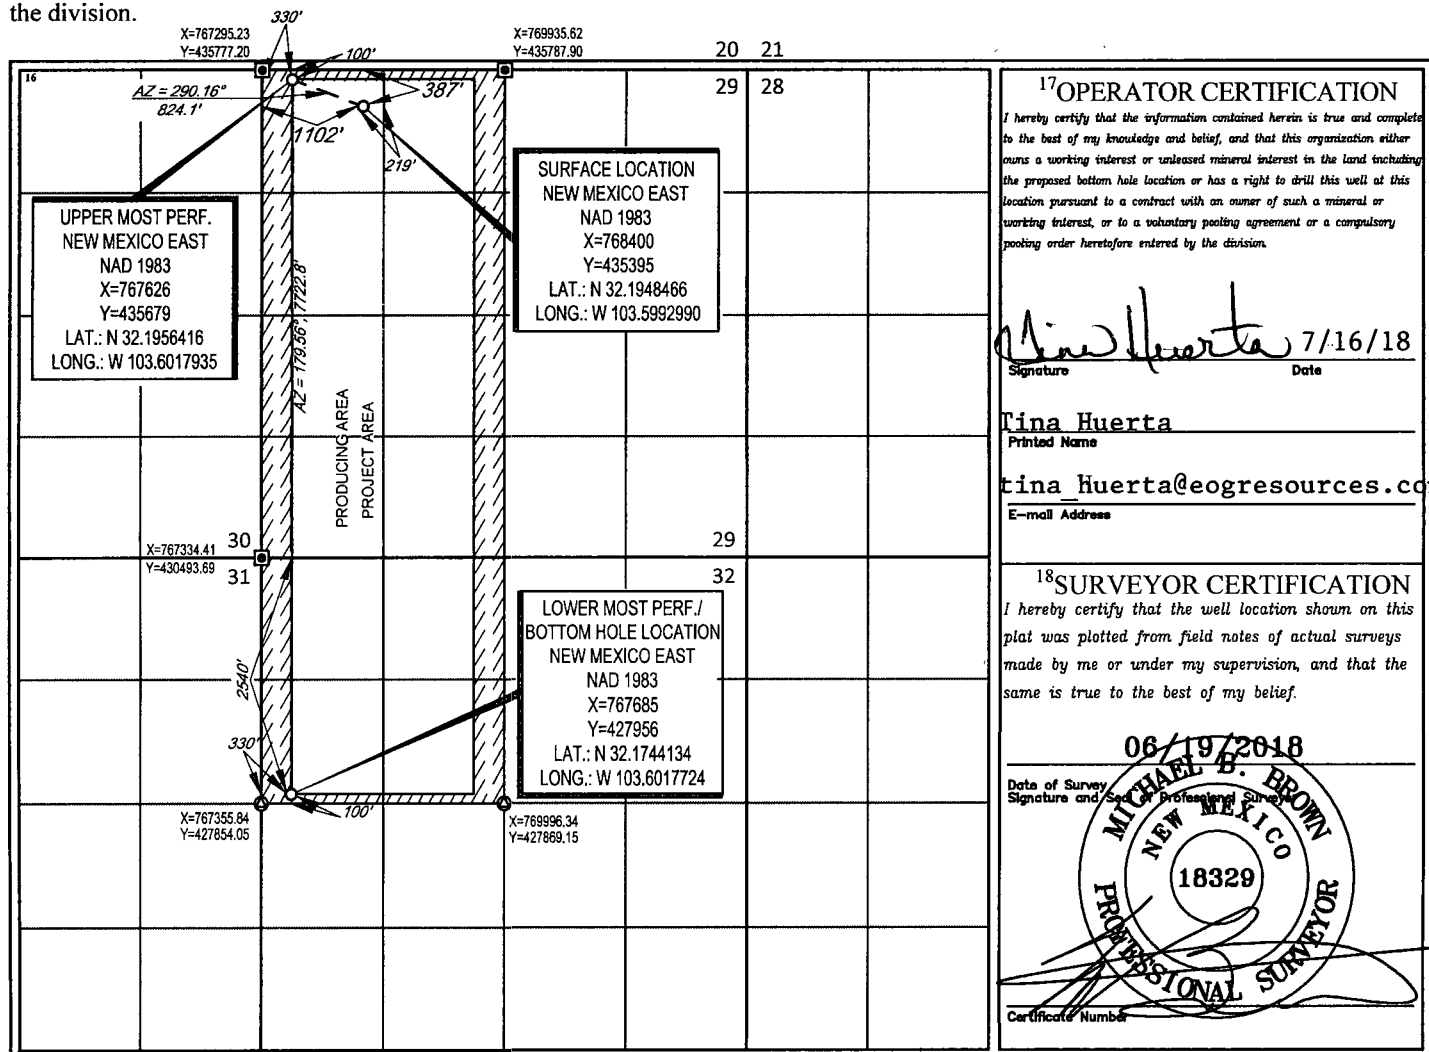 the division.
330'
X=767295.23
Y=435777.20
X=769935.62
Y=435787.90
20 21
29 28
16
100'
387'
AZ = 290.16°
824.1'
1102'
219'
SURFACE LOCATION
NEW MEXICO EAST
NAD 1983
X=768400
Y=435395
LAT.: N 32.1948466
LONG.: W 103.5992990
UPPER MOST PERF.
NEW MEXICO EAST
NAD 1983
X=767626
Y=435679
LAT.: N 32.1956416
LONG.: W 103.6017935
AZ = 179.56°, 7722.8'
PRODUCING AREA
PROJECT AREA
X=767334.41
Y=430493.69
30
31
29
32
LOWER MOST PERF./
BOTTOM HOLE LOCATION
NEW MEXICO EAST
NAD 1983
X=767685
Y=427956
LAT.: N 32.1744134
LONG.: W 103.6017724
2540'
330'
100'
X=767355.84
Y=427854.05
X=769996.34
Y=427869.15
17OPERATOR CERTIFICATION
I hereby certify that the information contained herein is true and complete
to the best of my knowledge and belief, and that this organization either
owns a working interest or unleased mineral interest in the land including
the proposed bottom hole location or has a right to drill this well at this
location pursuant to a contract with an owner of such a mineral or
working interest, or to a voluntary pooling agreement or a compulsory
pooling order heretofore entered by the division.
Tina Huerta 7/16/18
Signature Date
Tina Huerta
Printed Name
tina_Huerta@eogresources.co
E-mail Address
18SURVEYOR CERTIFICATION
I hereby certify that the well location shown on this
plat was plotted from field notes of actual surveys
made by me or under my supervision, and that the
same is true to the best of my belief.
06/19/2018
Date of Survey
Signature and Seal of Professional Surveyor
MICHAEL B. BROWN
NEW MEXICO
18329
PROFESSIONAL SURVEYOR
Certificate Number